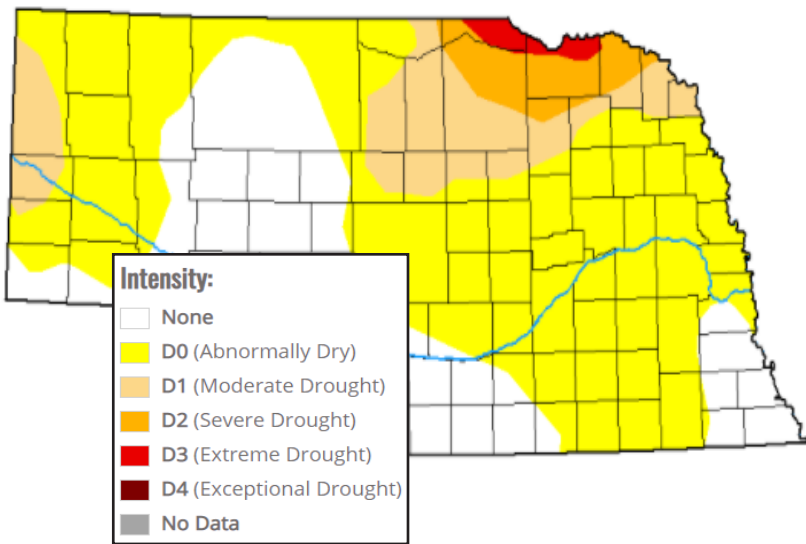 Intensity:
None
D0 (Abnormally Dry)
D1 (Moderate Drought)
D2 (Severe Drought)
D3 (Extreme Drought)
D4 (Exceptional Drought)
No Data